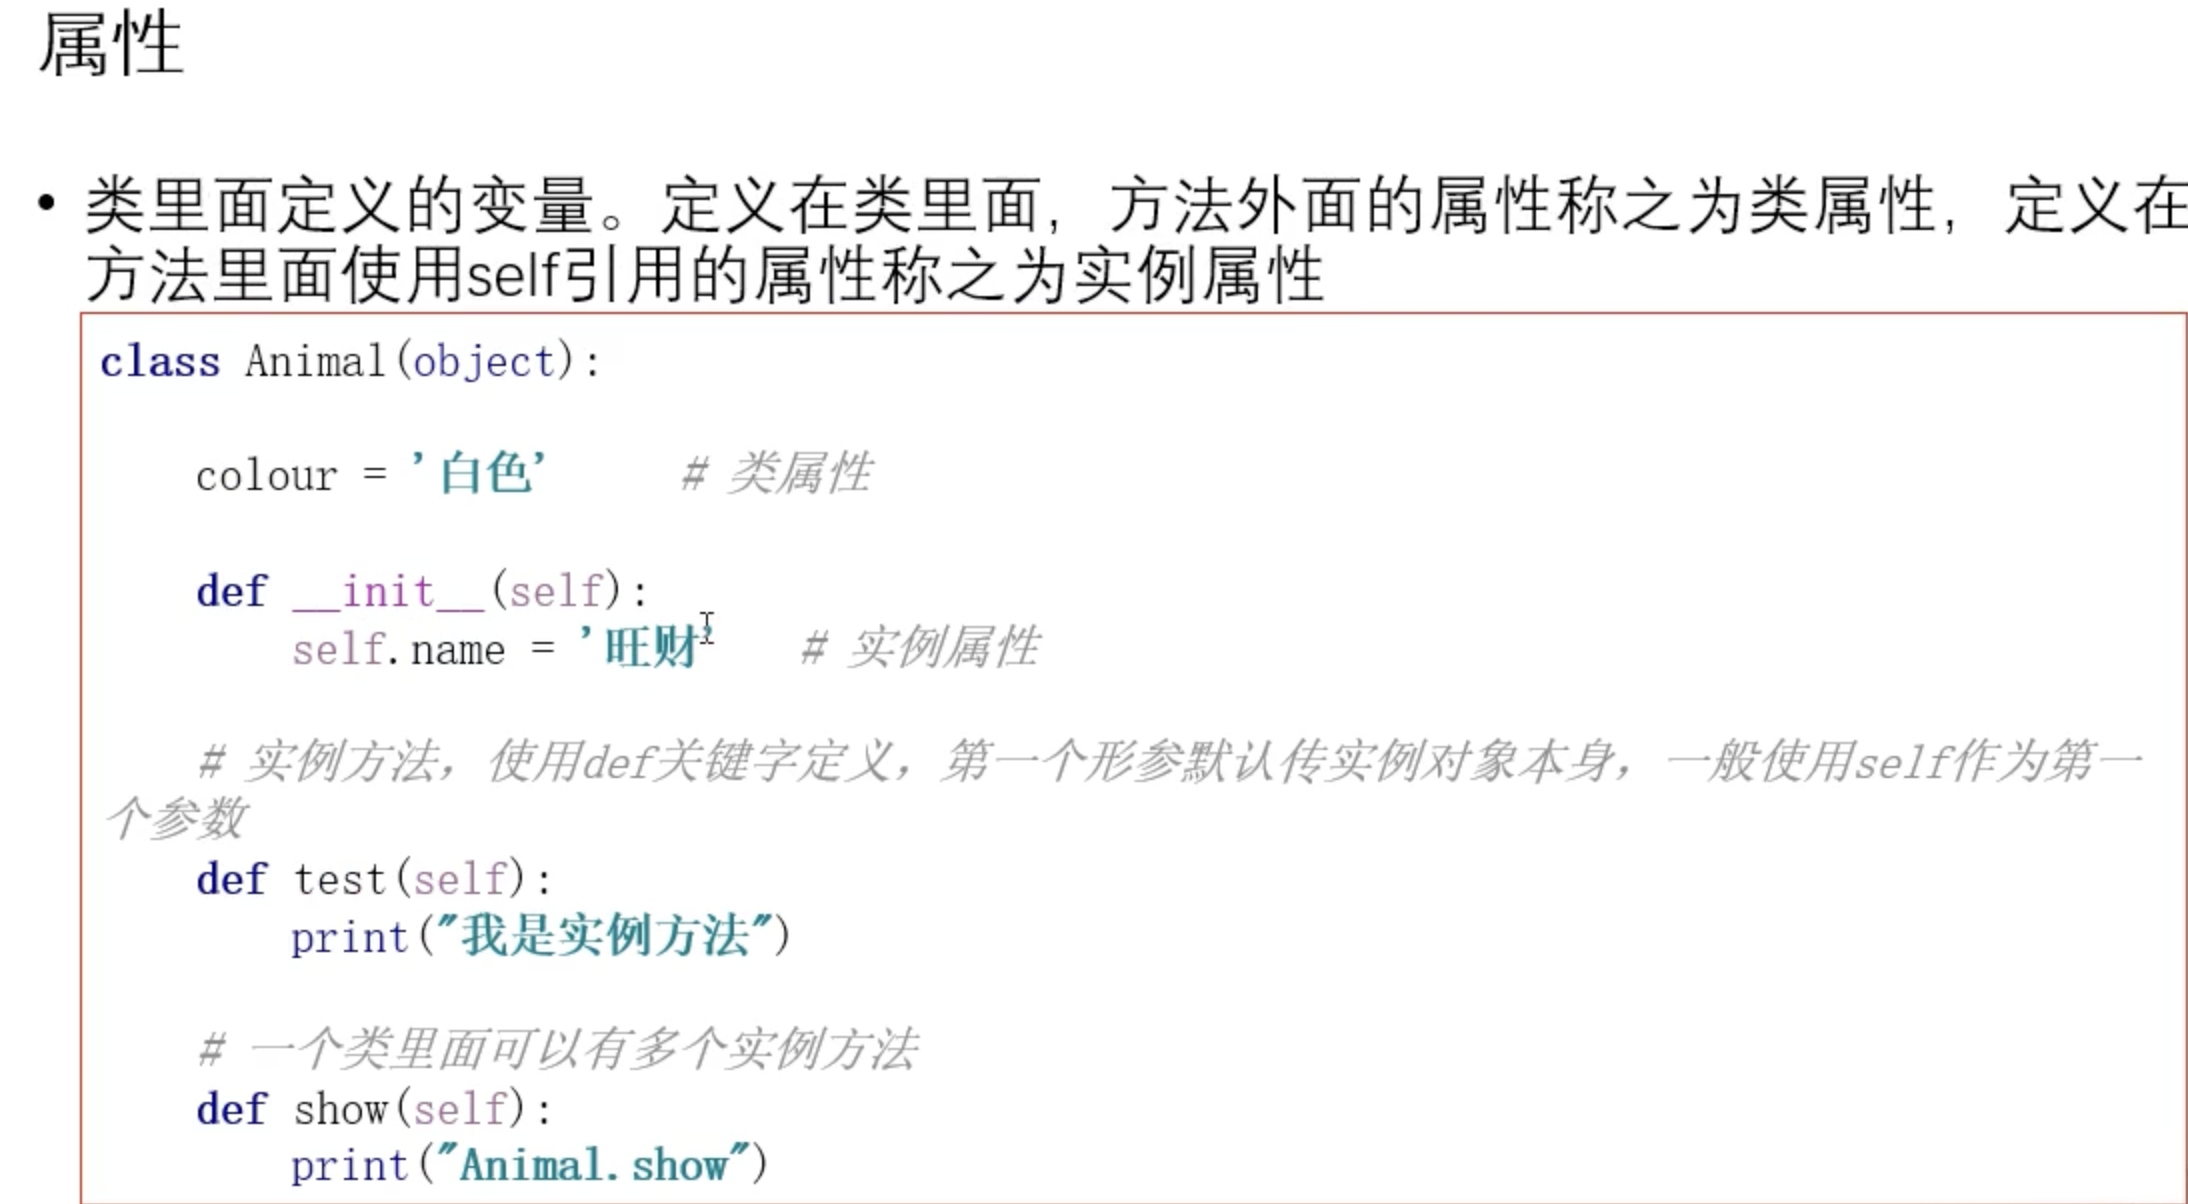 属性
• 类里面定义的变量。定义在类里面，方法外面的属性称之为类属性，定义在
方法里面使用self引用的属性称之为实例属性
class Animal(object):
colour = '白色' # 类属性
def __init__(self):
self.name = '旺财' # 实例属性
# 实例方法，使用def关键字定义，第一个形参默认传实例对象本身，一般使用self作为第一
个参数
def test(self):
print("我是实例方法")
# 一个类里面可以有多个实例方法
def show(self):
print("Animal.show")